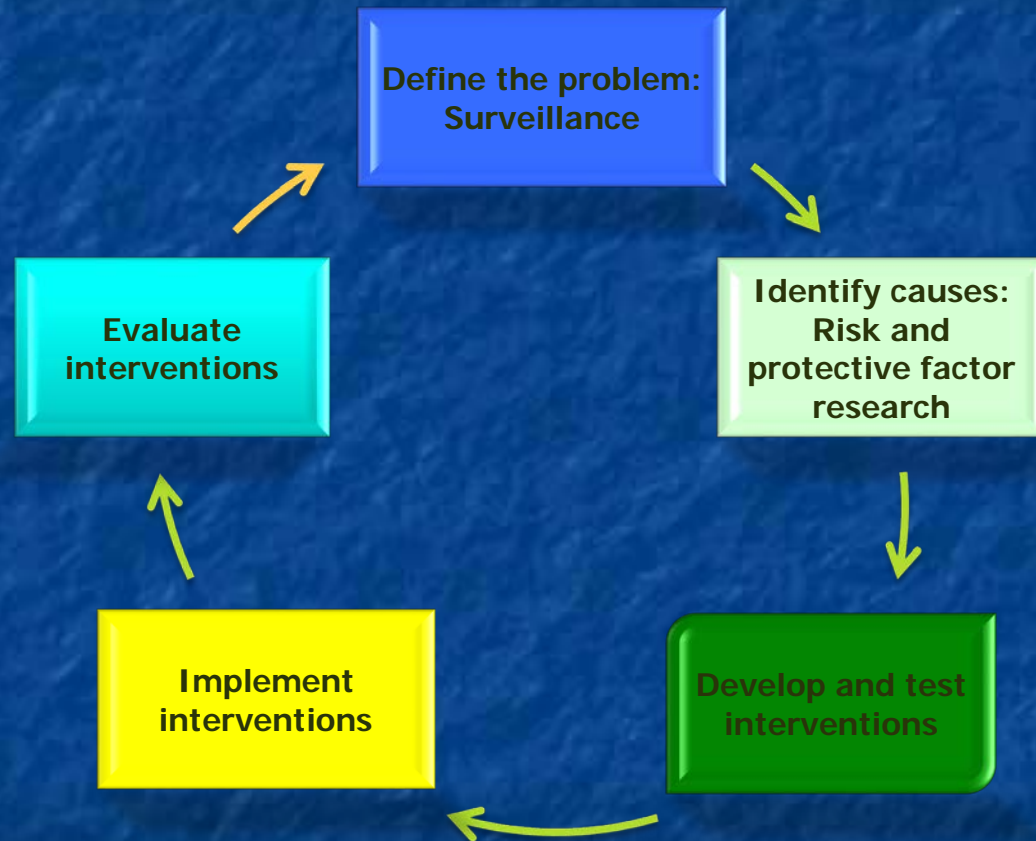 Define the problem:
Surveillance
Identify causes:
Risk and
protective factor
research
Develop and test
interventions
Implement
interventions
Evaluate
interventions